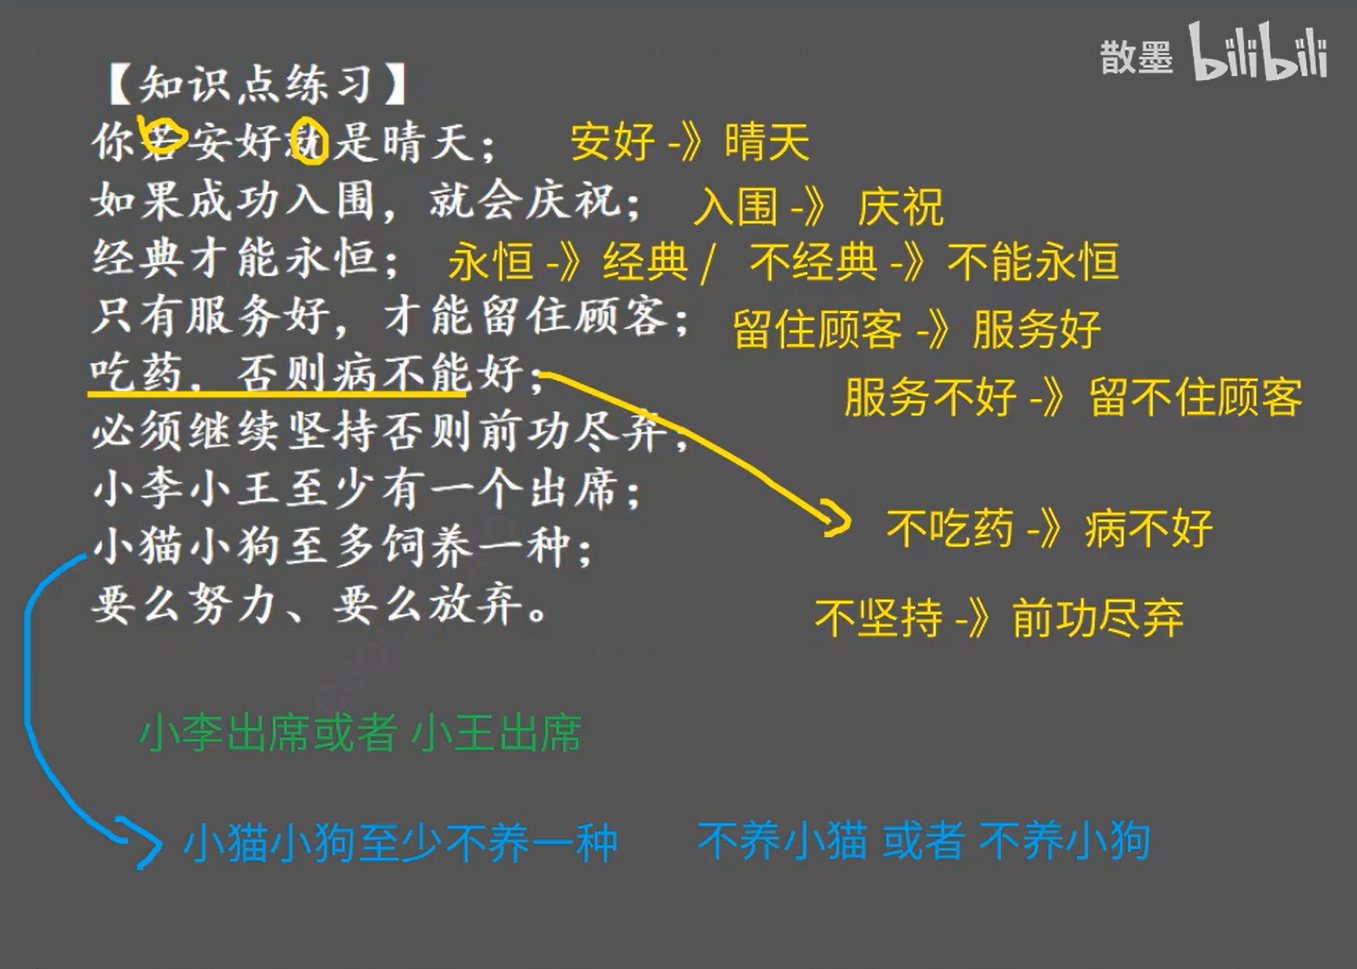 散墨 bilibili
【知识点练习】
你若安好就是晴天； 安好 -》晴天
如果成功入围，就会庆祝； 入围 -》 庆祝
经典才能永恒； 永恒 -》经典 / 不经典 -》不能永恒
只有服务好，才能留住顾客； 留住顾客 -》服务好
吃药，否则病不能好； 服务不好 -》留不住顾客
必须继续坚持否则前功尽弃；
小李小王至少有一个出席；
不吃药 -》病不好
小猫小狗至多饲养一种；
要么努力、要么放弃。 不坚持 -》前功尽弃
小李出席或者 小王出席
小猫小狗至少不养一种 不养小猫 或者 不养小狗